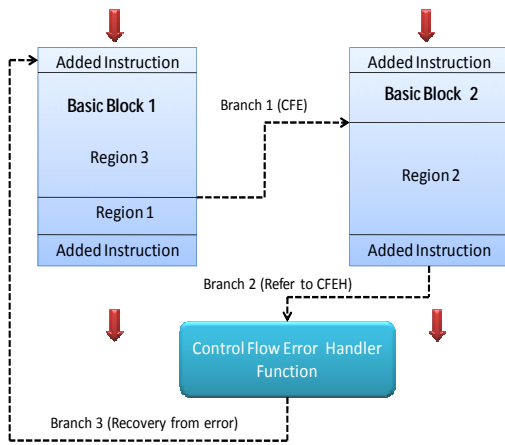 Added Instruction
Basic Block 1
Region 3
Region 1
Added Instruction
Branch 1 (CFE)
Added Instruction
Basic Block 2
Region 2
Added Instruction
Branch 2 (Refer to CFEH)
Control Flow Error Handler
Function
Branch 3 (Recovery from error)